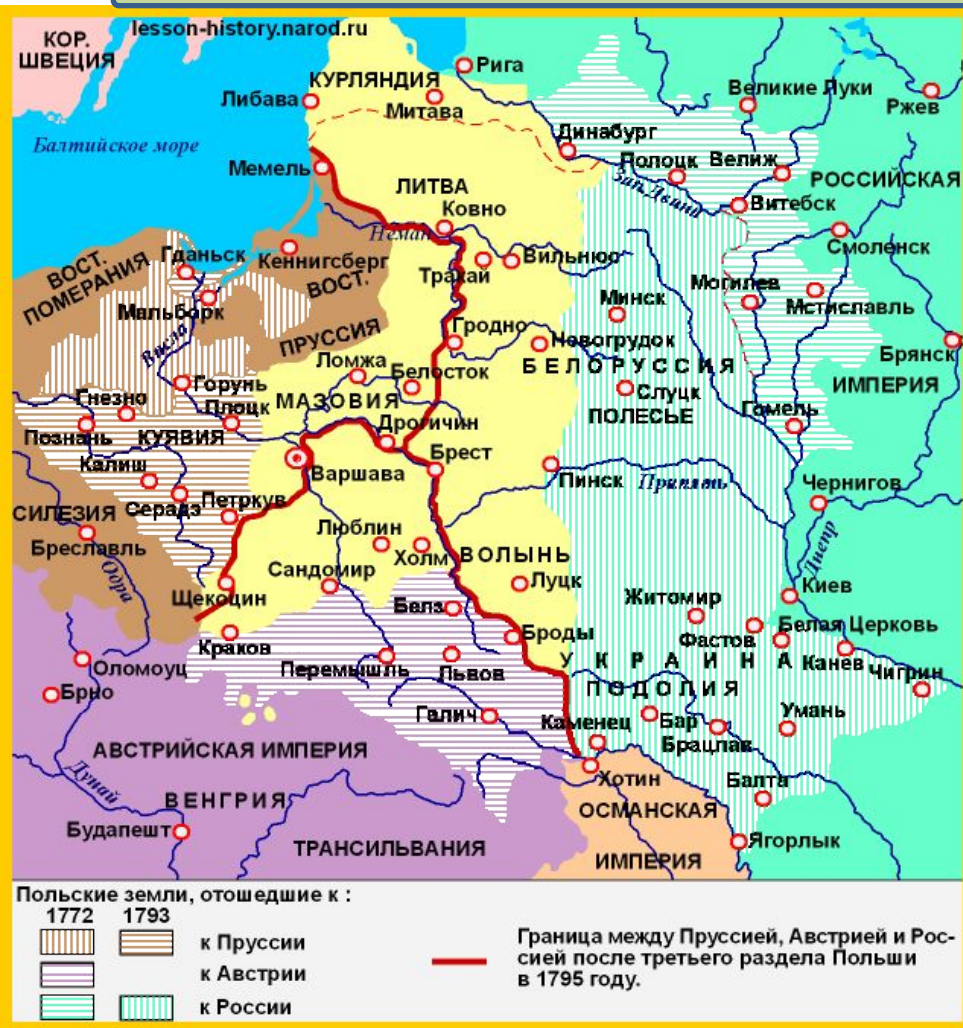 lesson-history.narod.ru
КОР.
ШВЕЦИЯ
Рига
КУРЛЯНДИЯ
Митава
Либава
Великие Луки
Ржев
Балтийское море
Динабург
Мемель
Полоцк
Велиж
Зап. Двина
РОССИЙСКАЯ
ЛИТВА
Витебск
Ковно
Неман
Смоленск
Гданьск
Кеннигсберг
ВОСТ.
ПОМЕРАНИЯ
ВОСТ.
Тракай
Вильнюс
Минск
Могилев
Мстиславль
Мальборк
ПРУССИЯ
Гродно
Новогрудок
Висла
Ломжа
Белосток
БЕЛОРУССИЯ
Брянск
Горунь
Слуцк
ИМПЕРИЯ
Гнезно
Плоцк
МАЗОВИЯ
ПОЛЕСЬЕ
Гомель
Познань
КУЯВИЯ
Дрогичин
Калиш
Варшава
Брест
Пинск
Припять
Чернигов
СИЛЕЗИЯ
Серадз
Петркув
Бреславль
Люблин
Холм
ВОЛЫНЬ
Днепр
Одра
Сандомир
Луцк
Киев
Щекоцин
Белз
Житомир
Белая Церковь
Краков
Броды
Фастов
Оломоуц
Перемышль
Львов
УКРАИНА
Канев
Чигрин
Брно
ПОДОЛИЯ
Галич
Каменец
Бар
Умань
АВСТРИЙСКАЯ ИМПЕРИЯ
Брацлав
Дунай
Хотин
Балта
ВЕНГРИЯ
ОСМАНСКАЯ
Будапешт
ТРАНСИЛЬВАНИЯ
Ягорлык
ИМПЕРИЯ
Польские земли, отошедшие к :
1772 1793
к Пруссии
к Австрии
к России
Граница между Пруссией, Австрией и Рос-
сией после третьего раздела Польши
в 1795 году.